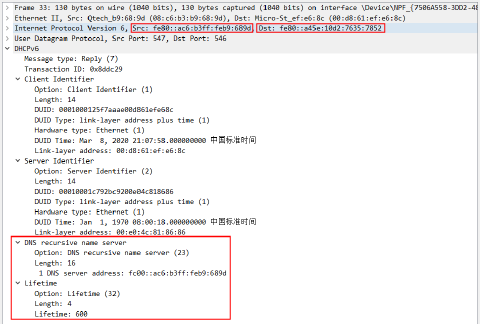 Frame 33: 130 bytes on wire (1040 bits), 130 bytes captured (1040 bits) on interface \Device\NPF_{7506A558-3DD2-4
Ethernet II, Src: Qtech_b9:68:9d (08:c6:b3:b9:68:9d), Dst: Micro-St_ef:e6:8c (00:d8:61:ef:e6:8c)
Internet Protocol Version 6, Src: fe80::ac6:b3ff:feb9:689d, Dst: fe80::a45e:10d2:7635:7852
User Datagram Protocol, Src Port: 547, Dst Port: 546
DHCPv6
Message type: Reply (7)
Transaction ID: 0x8ddc29
Client Identifier
Option: Client Identifier (1)
Length: 14
DUID: 0001000125f7aaae00d861efe68c
DUID Type: link-layer address plus time (1)
Hardware type: Ethernet (1)
DUID Time: Mar  8, 2020 21:07:58.000000000 中国标准时间
Link-layer address: 00:d8:61:ef:e6:8c
Server Identifier
Option: Server Identifier (2)
Length: 14
DUID: 00010001c792bc9200e04c818686
DUID Type: link-layer address plus time (1)
Hardware type: Ethernet (1)
DUID Time: Jan  1, 1970 08:00:18.000000000 中国标准时间
Link-layer address: 00:e0:4c:81:86:86
DNS recursive name server
Option: DNS recursive name server (23)
Length: 16
1 DNS server address: fc00::ac6:b3ff:feb9:689d
Lifetime
Option: Lifetime (32)
Length: 4
Lifetime: 600